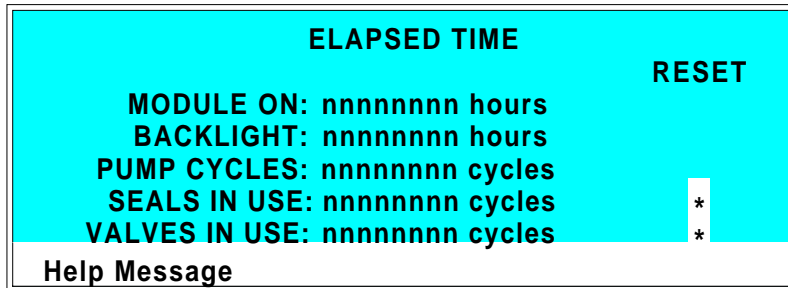 ELAPSED TIME
RESET
MODULE ON: nnnnnnnn hours
BACKLIGHT: nnnnnnnn hours
PUMP CYCLES: nnnnnnnn cycles
SEALS IN USE: nnnnnnnn cycles *
VALVES IN USE: nnnnnnnn cycles *
Help Message